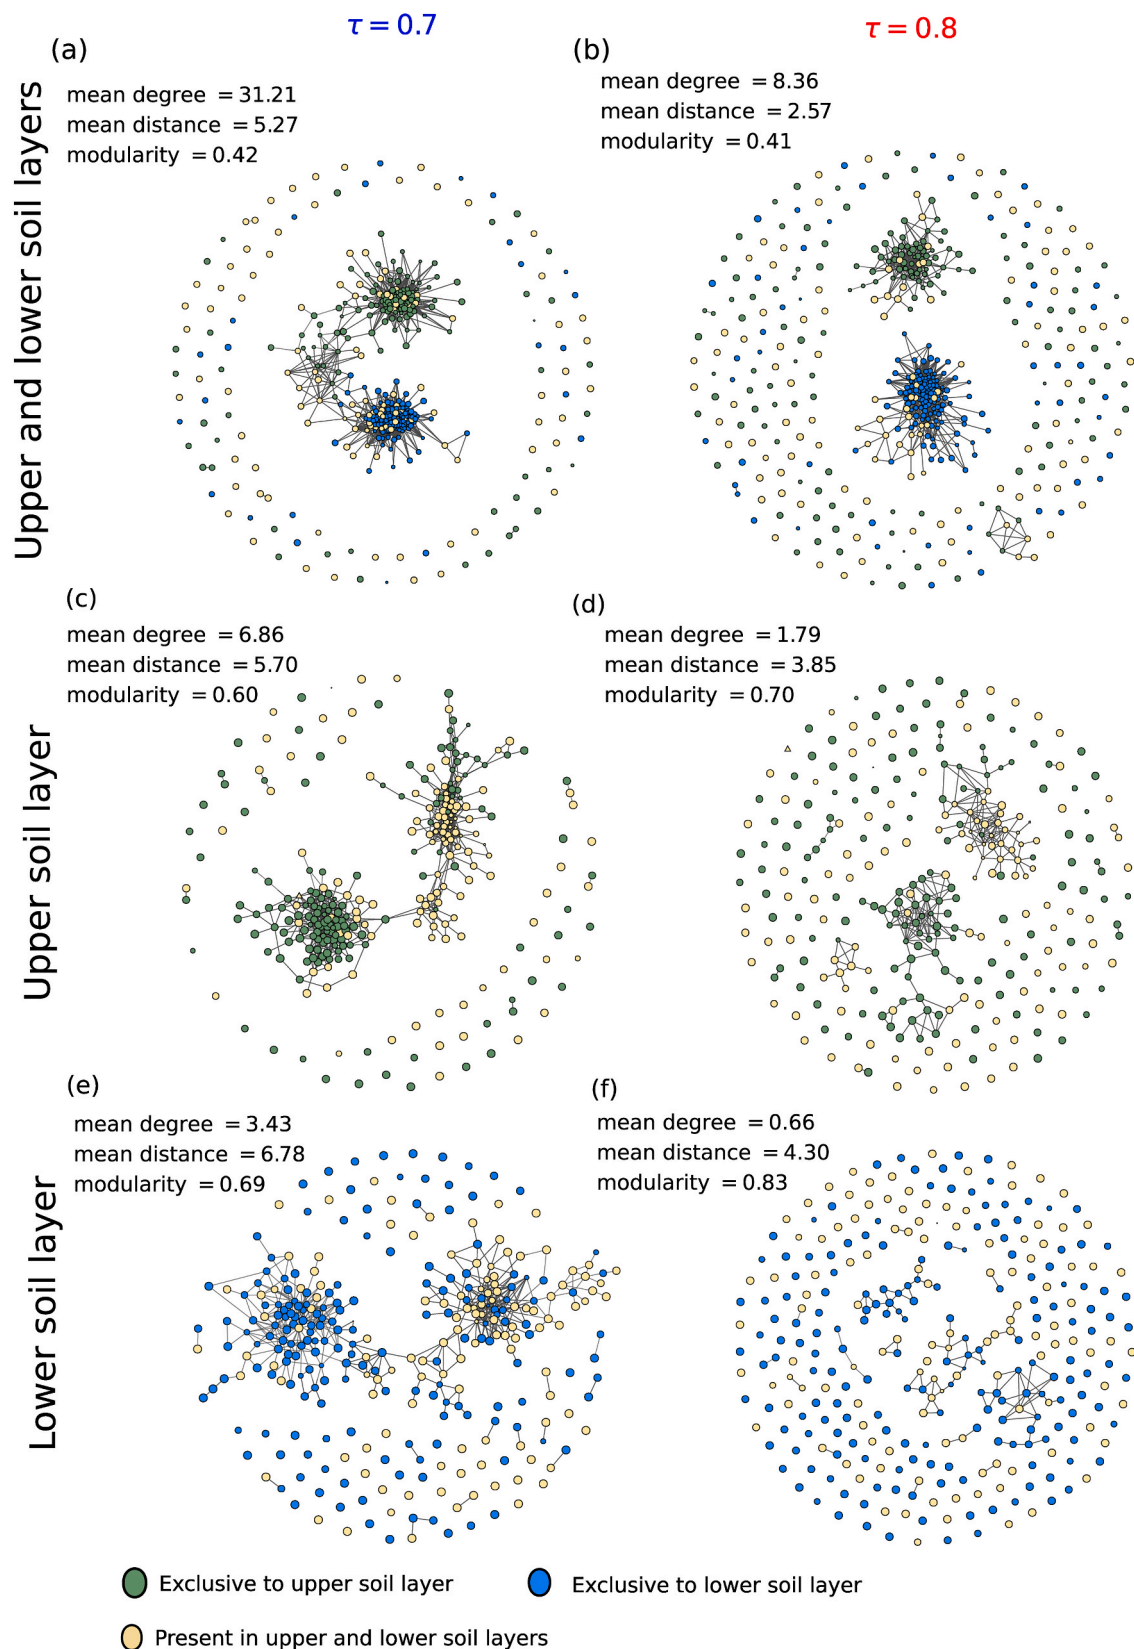 τ = 0.7
τ = 0.8
(a)
(b)
mean degree = 31.21
mean distance = 5.27
modularity = 0.42
mean degree = 8.36
mean distance = 2.57
modularity = 0.41
Upper and lower soil layers
(c)
(d)
mean degree = 6.86
mean distance = 5.70
modularity = 0.60
mean degree = 1.79
mean distance = 3.85
modularity = 0.70
Upper soil layer
(e)
(f)
mean degree = 3.43
mean distance = 6.78
modularity = 0.69
mean degree = 0.66
mean distance = 4.30
modularity = 0.83
Lower soil layer
Exclusive to upper soil layer
Exclusive to lower soil layer
Present in upper and lower soil layers